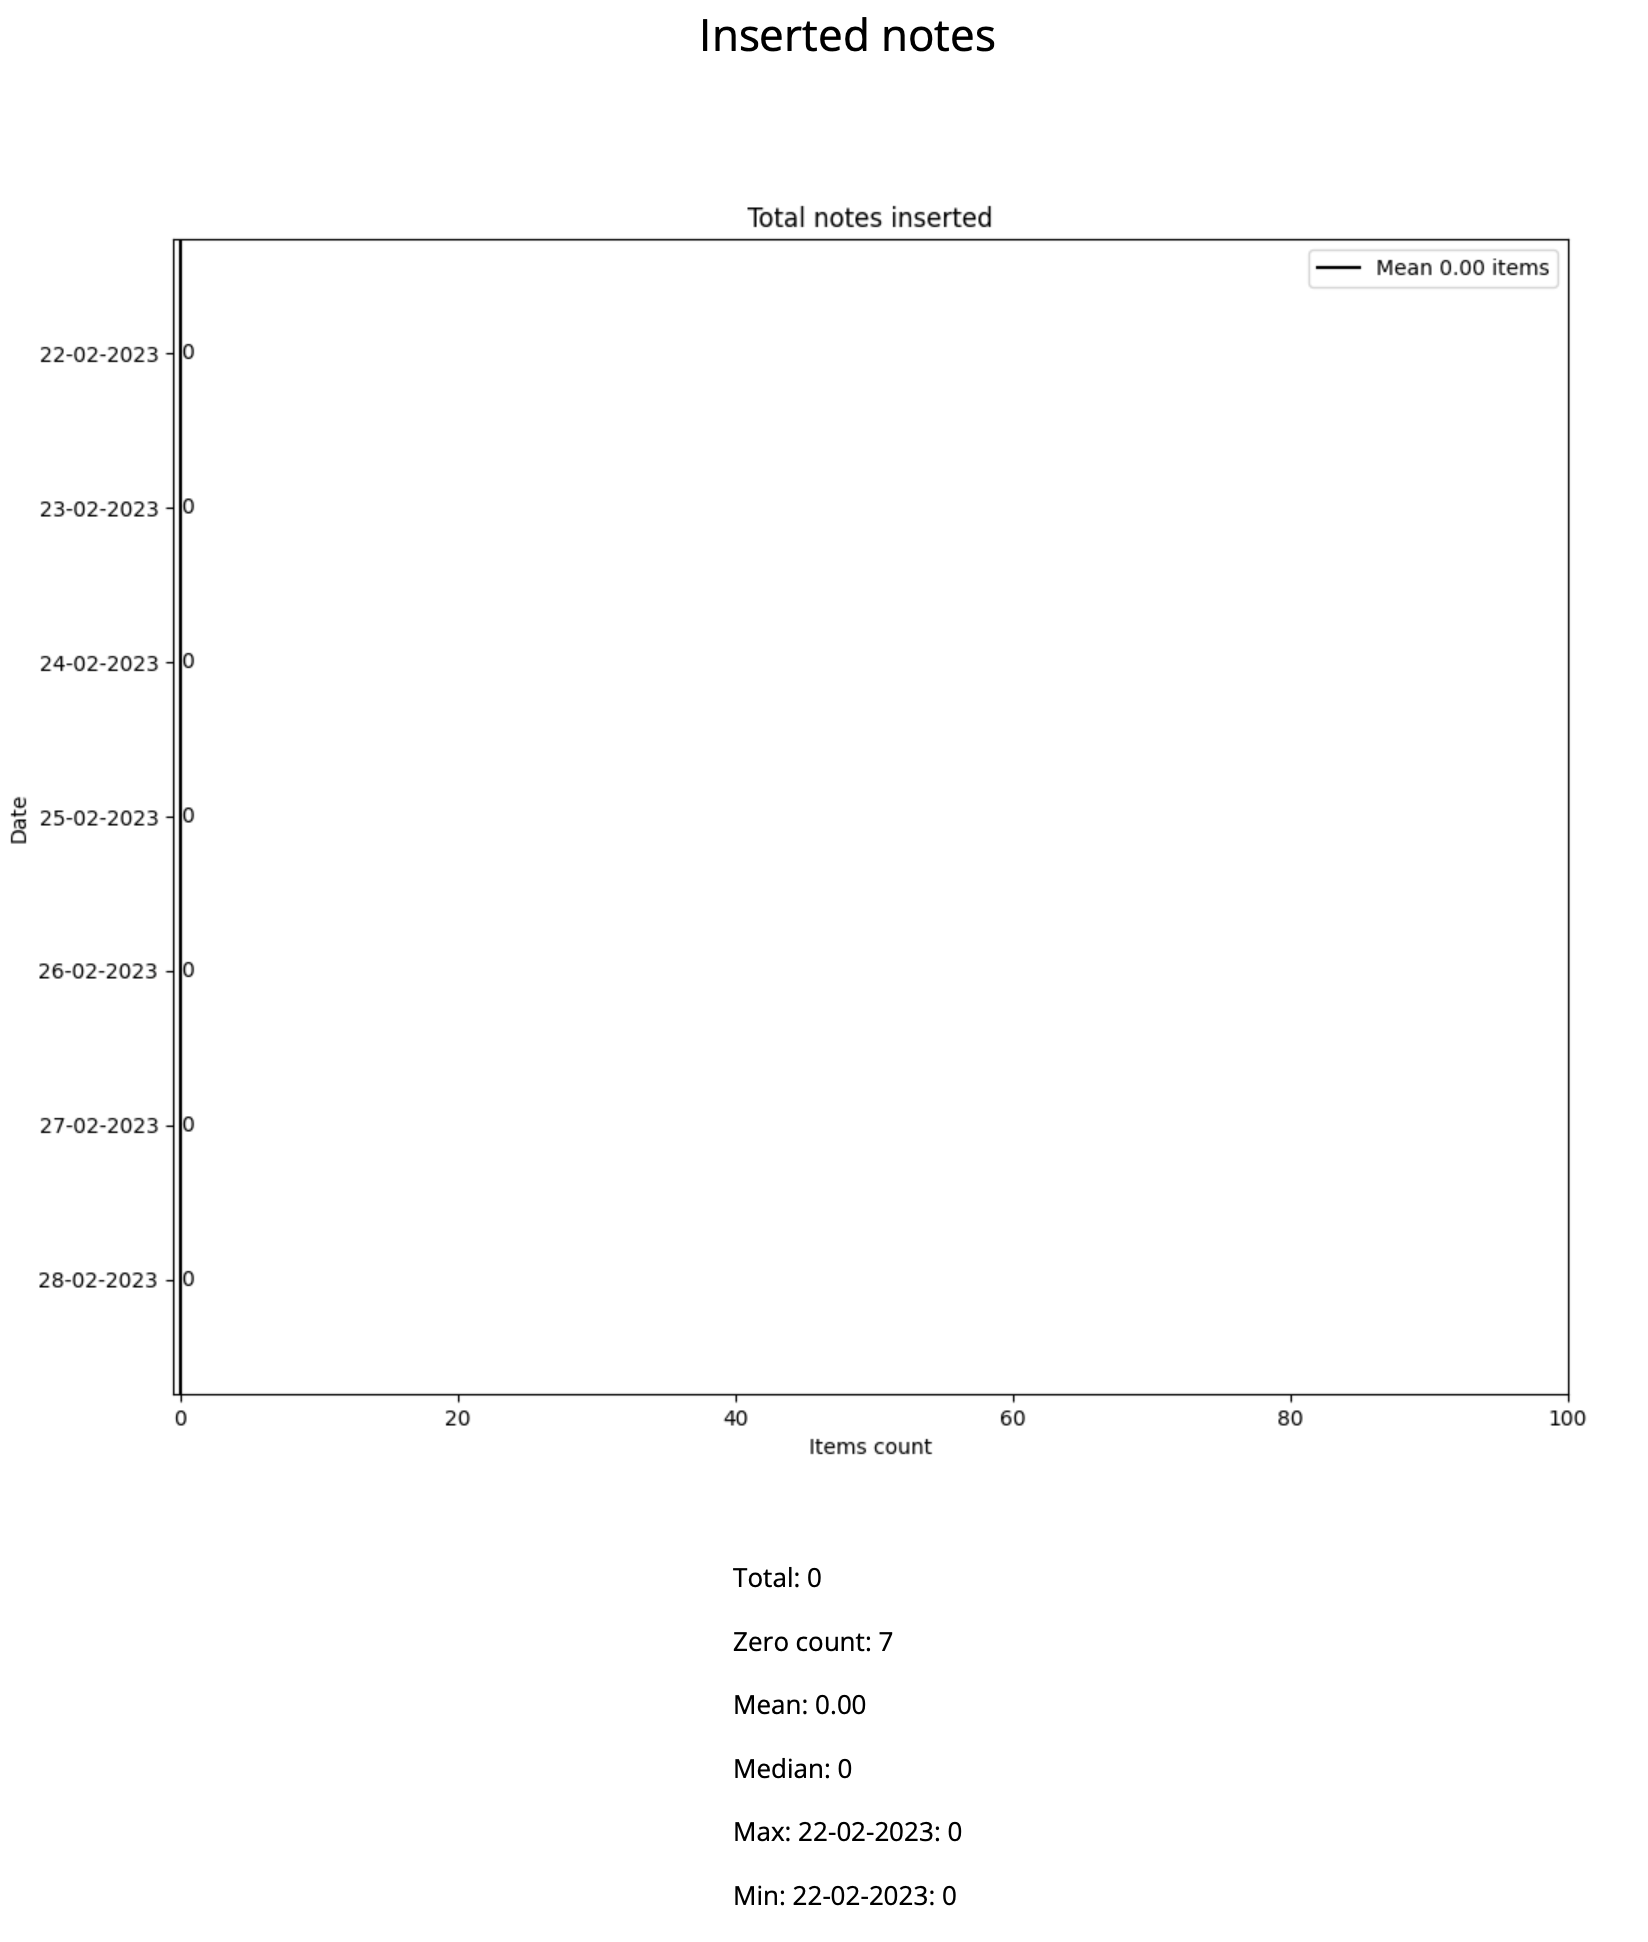 Inserted notes
Total notes inserted
Mean 0.00 items
22-02-2023 0
23-02-2023 0
24-02-2023 0
25-02-2023 0
26-02-2023 0
27-02-2023 0
28-02-2023 0
Date
0 20 40 60 80 100
Items count
Total: 0
Zero count: 7
Mean: 0.00
Median: 0
Max: 22-02-2023: 0
Min: 22-02-2023: 0